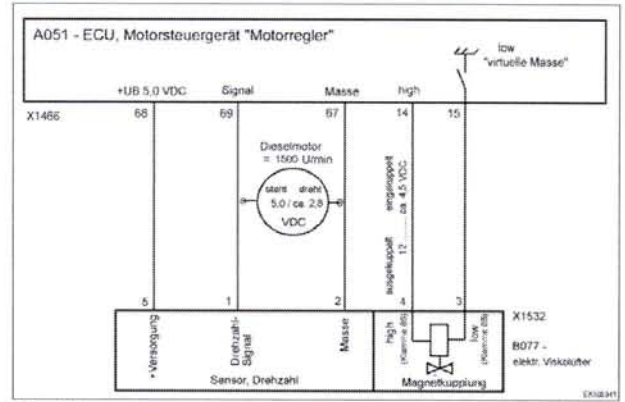 A051 - ECU, Motorsteuergerät "Motorregler"
low
"virtuelle Masse"
+UB 5,0 VDC
Signal
Masse
high
X1466
68
69
67
14
15
Dieselmotor
= 1500 U/min
steht dreht
5,0 / ca. 2,8
VDC
eingekuppelt
ca. 4,5 VDC
ausgekuppelt
12
5
1
2
4
3
+ Versorgung
Drehzahl-
Signal
Masse
high
low
X1532
B077 -
elektr. Viskolüfter
Sensor, Drehzahl
Magnetkupplung